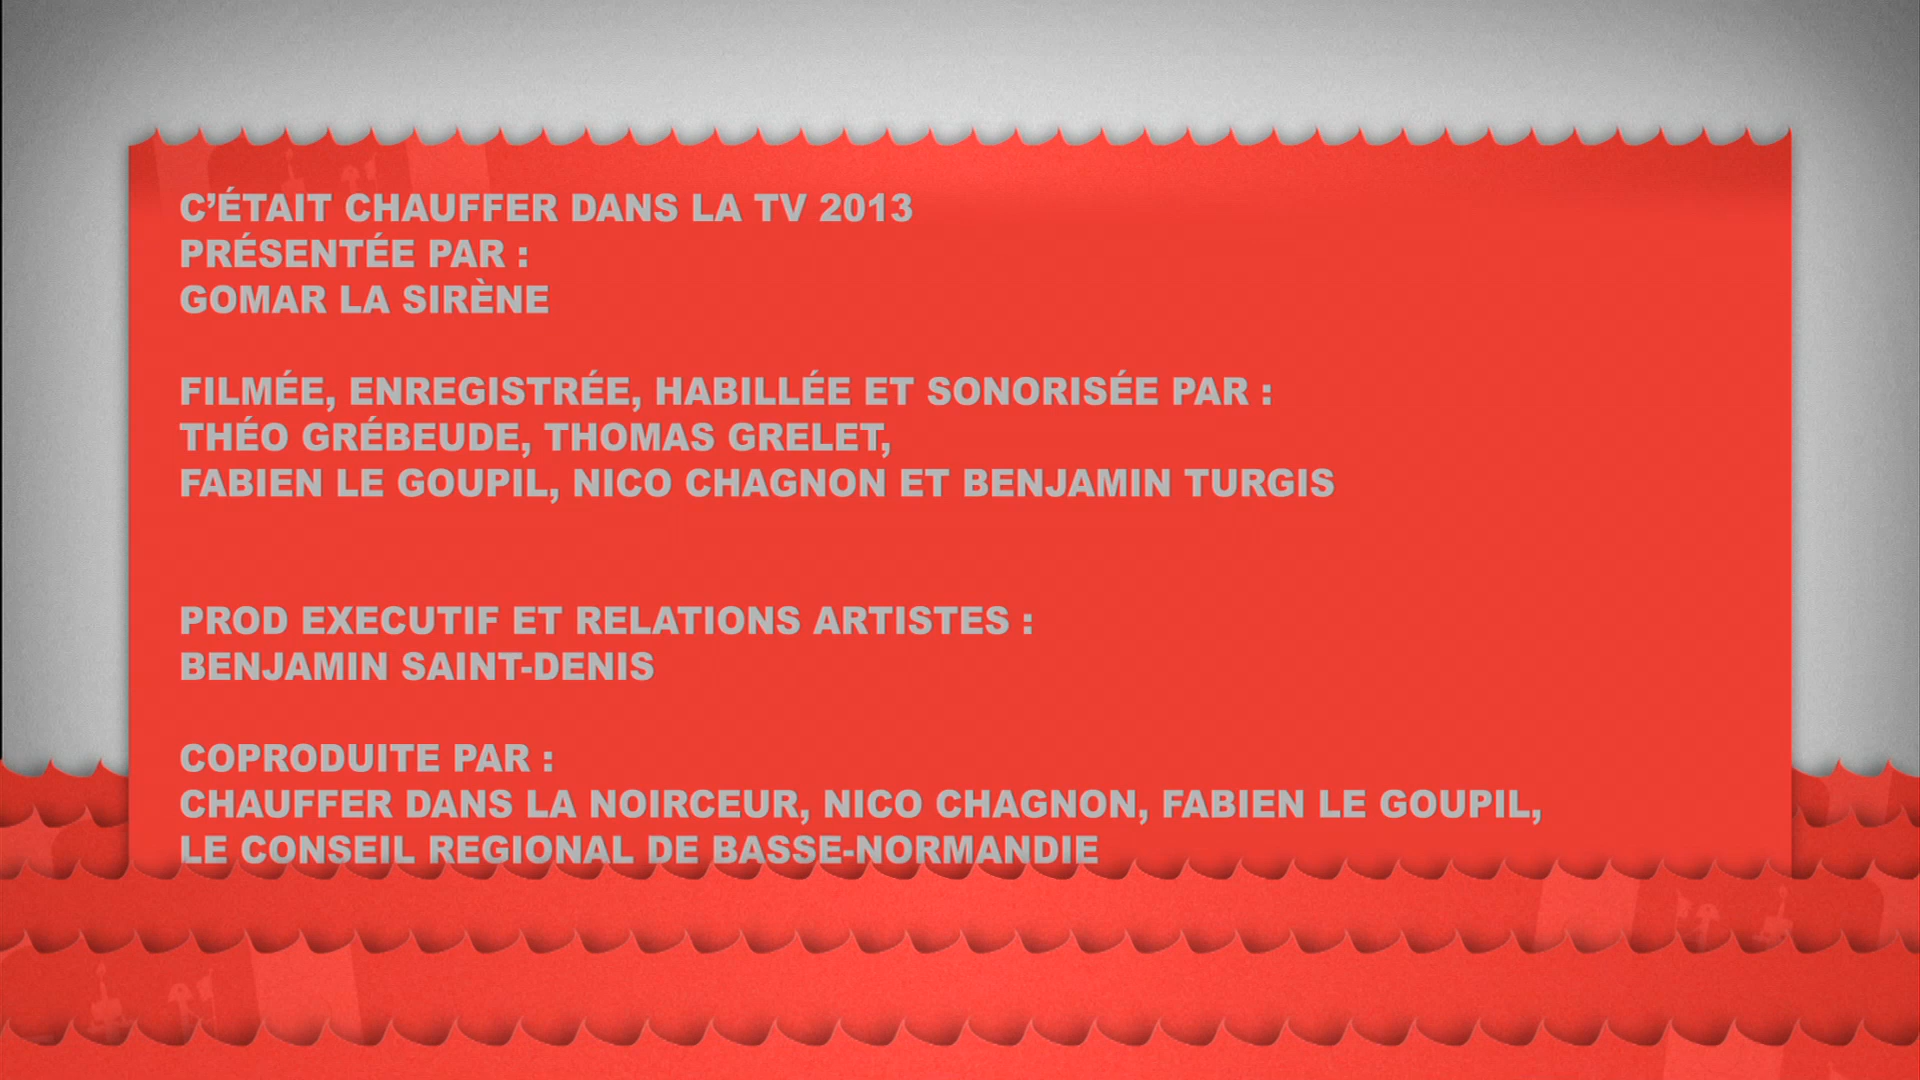 C’ÉTAIT CHAUFFER DANS LA TV 2013
PRÉSENTÉE PAR :
GOMAR LA SIRÈNE
FILMÉE, ENREGISTRÉE, HABILLÉE ET SONORISÉE PAR :
THÉO GRÉBEUDE, THOMAS GRELET,
FABIEN LE GOUPIL, NICO CHAGNON ET BENJAMIN TURGIS
PROD EXECUTIF ET RELATIONS ARTISTES :
BENJAMIN SAINT-DENIS
COPRODUITE PAR :
CHAUFFER DANS LA NOIRCEUR, NICO CHAGNON, FABIEN LE GOUPIL,
LE CONSEIL REGIONAL DE BASSE-NORMANDIE